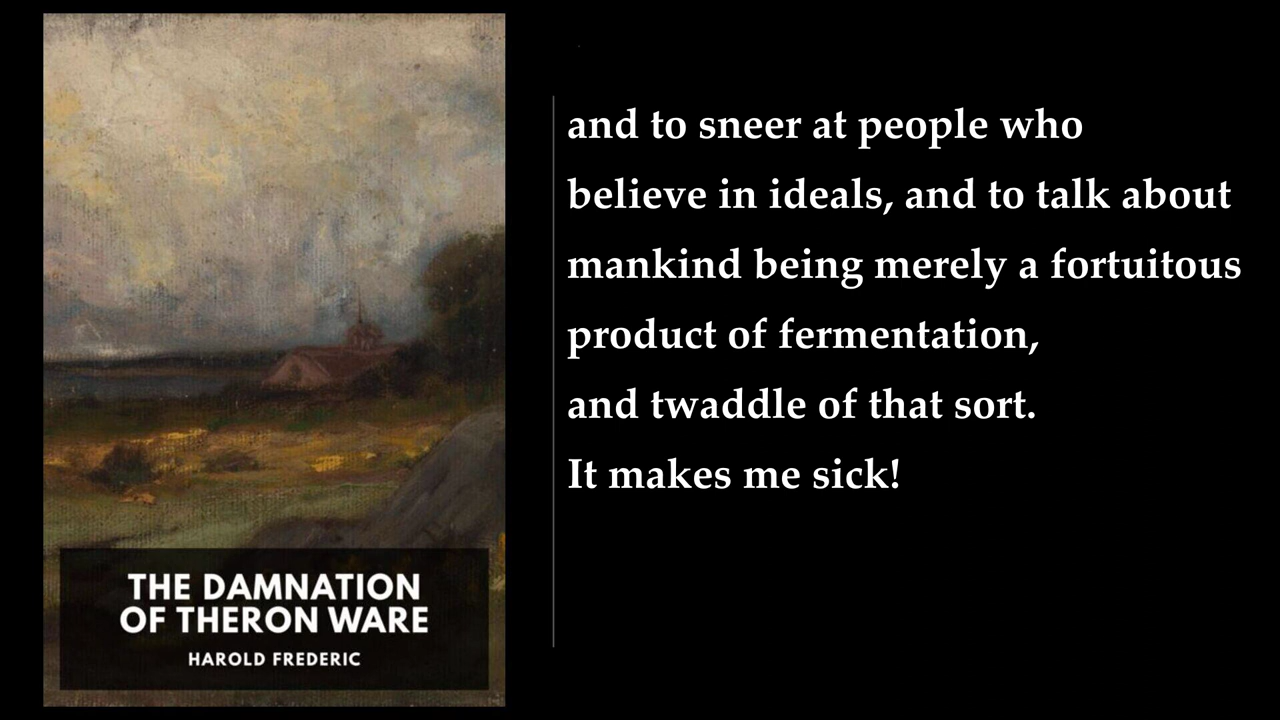 and to sneer at people who
believe in ideals, and to talk about
mankind being merely a fortuitous
product of fermentation,
and twaddle of that sort.
It makes me sick!
THE DAMNATION
OF THERON WARE
HAROLD FREDERIC